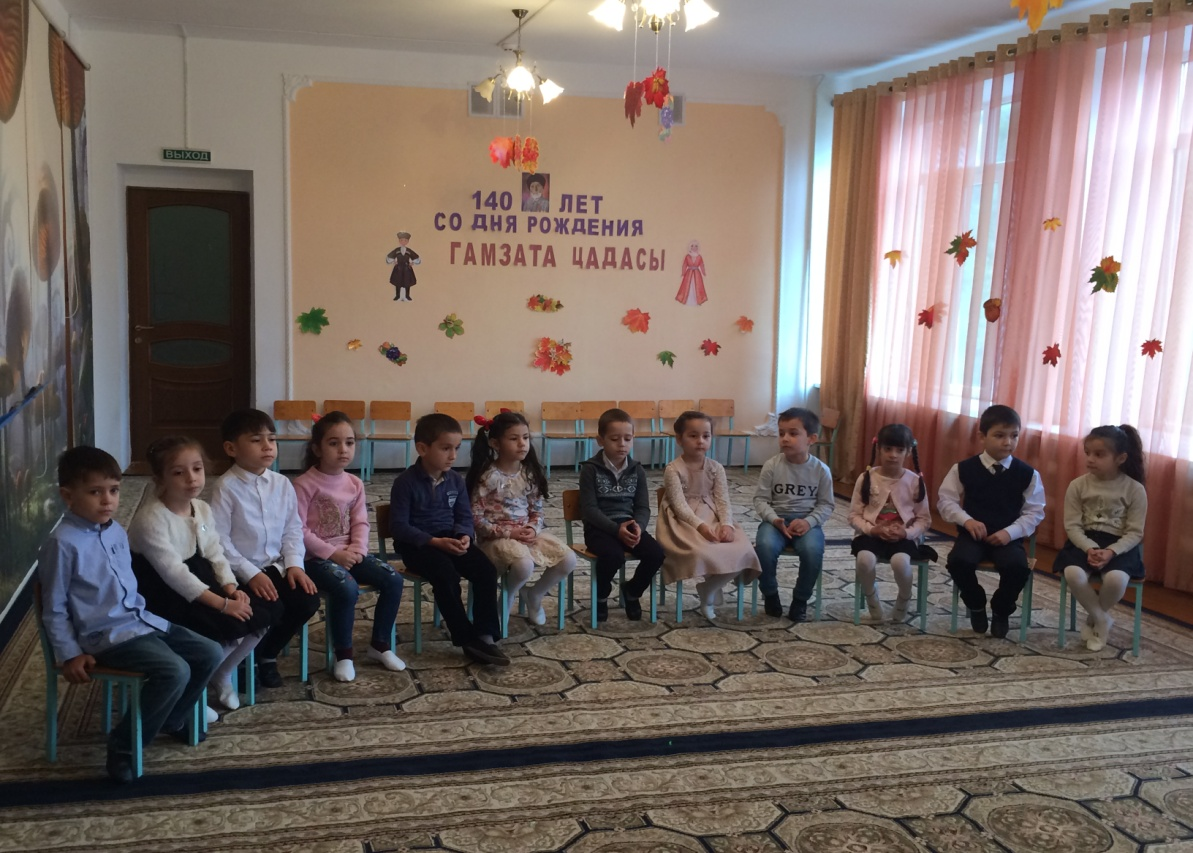 ВЫХОД
140 ЛЕТ
СО ДНЯ РОЖДЕНИЯ
ГАМЗАТА ЦАДАСЫ
GREY